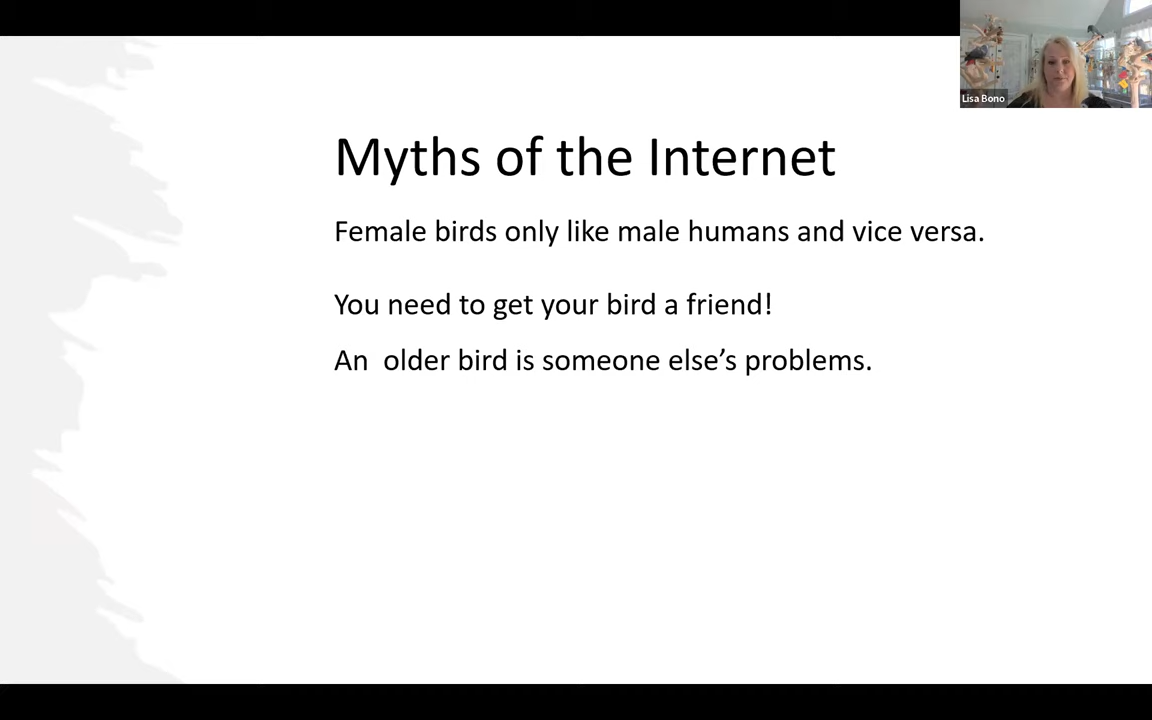 Lisa Bono
Myths of the Internet
Female birds only like male humans and vice versa.
You need to get your bird a friend!
An  older bird is someone else’s problems.